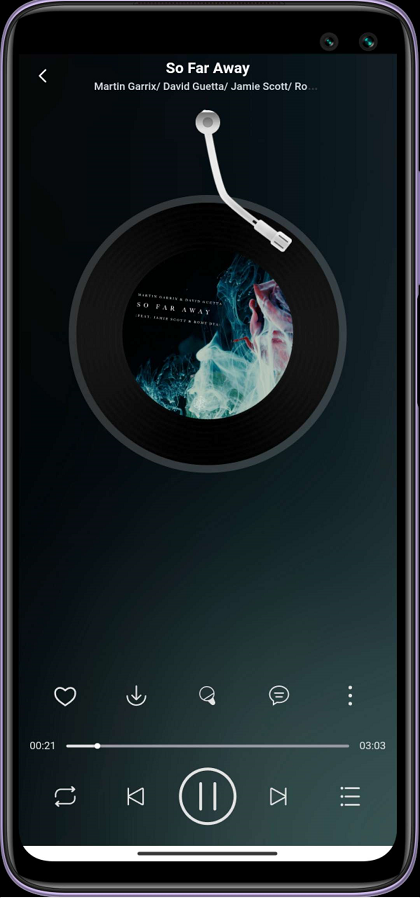 So Far Away
Martin Garrix/ David Guetta/ Jamie Scott/ Ro...
MARTIN GARRIX & DAVID GUETTA
SO FAR AWAY
(FEAT. JAMIE SCOTT & ROMY DYA
00:21
03:03